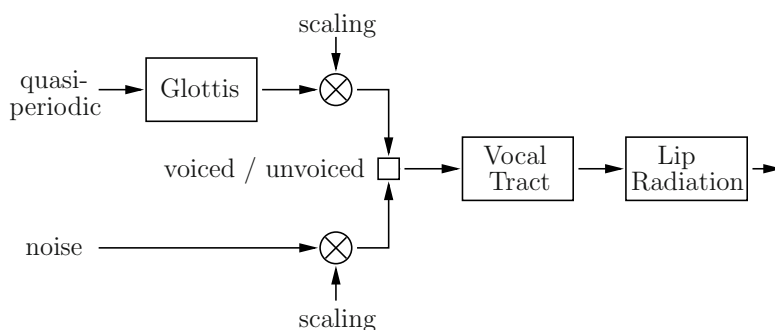 scaling
quasi-
periodic
Glottis
voiced / unvoiced
Vocal
Tract
Lip
Radiation
noise
scaling